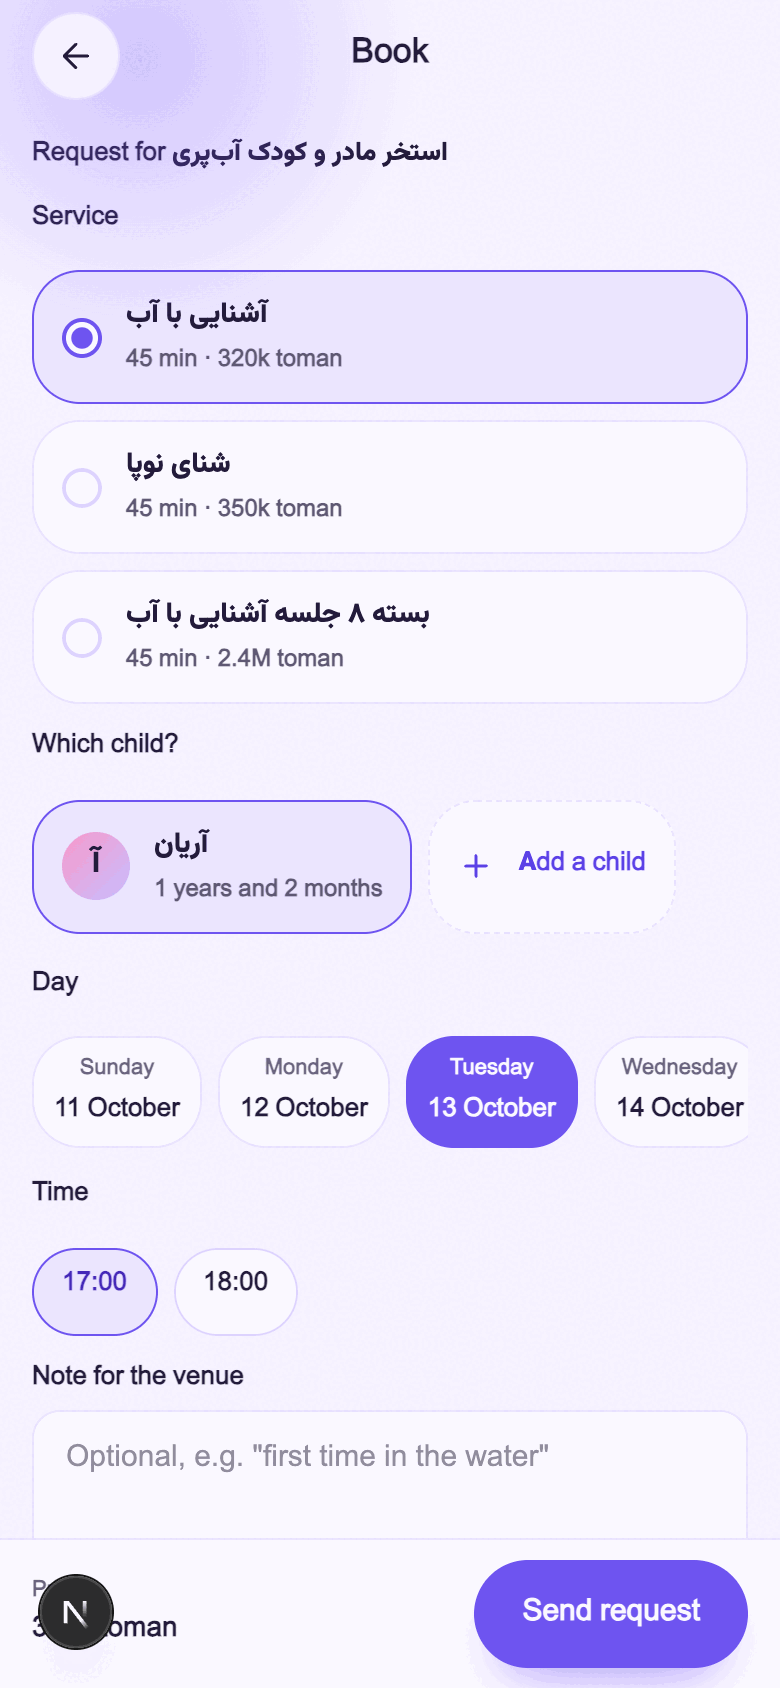 Book
Request for استخر مادر و کودک آب‌پری
Service
آشنایی با آب
45 min · 320k toman
شنای نوپا
45 min · 350k toman
بسته ۸ جلسه آشنایی با آب
45 min · 2.4M toman
Which child?
آ
آریان
1 years and 2 months
+ Add a child
Day
Sunday
11 October
Monday
12 October
Tuesday
13 October
Wednesday
14 October
Time
17:00
18:00
Note for the venue
Optional, e.g. "first time in the water"
N
Send request